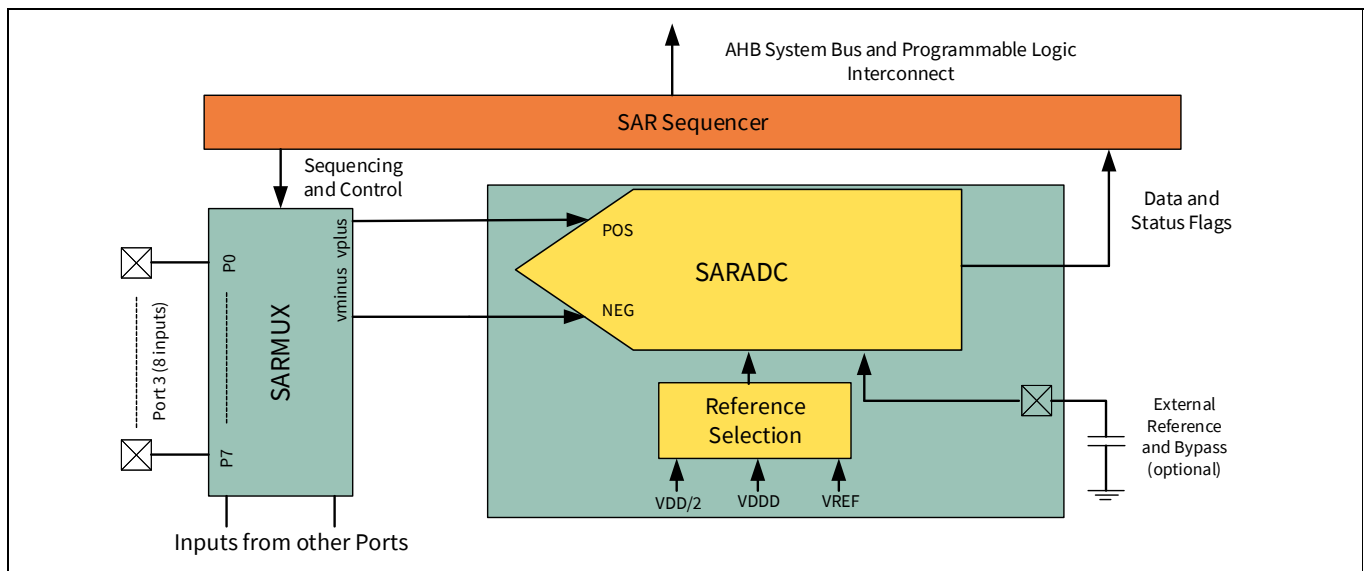 AHB System Bus and Programmable Logic
Interconnect
SAR Sequencer
Sequencing
and Control
Data and
Status Flags
P0
P7
Port 3 (8 inputs)
SARMUX
vplus
vminus
POS
NEG
SARADC
Reference
Selection
VDD/2
VDDD
VREF
External
Reference
and Bypass
(optional)
Inputs from other Ports